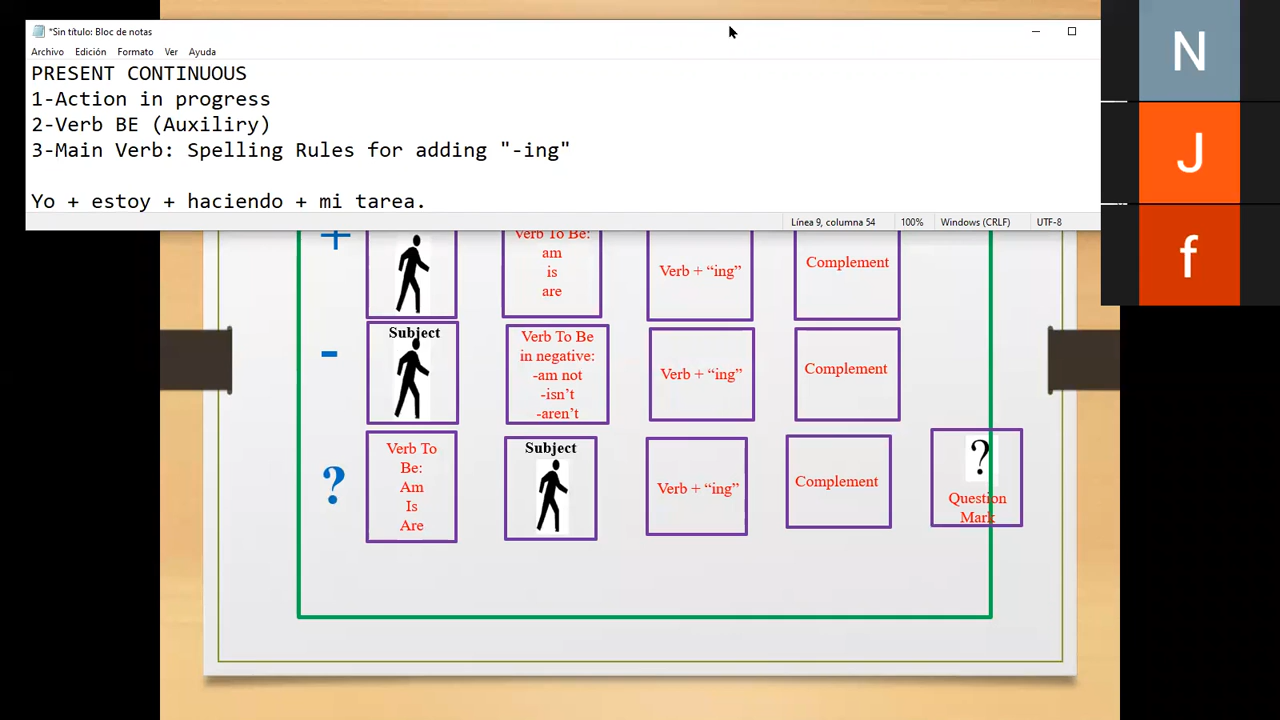 *Sin título: Bloc de notas
Archivo Edición Formato Ver Ayuda
PRESENT CONTINUOUS
1-Action in progress
2-Verb BE (Auxiliry)
3-Main Verb: Spelling Rules for adding "-ing"
Yo + estoy + haciendo + mi tarea.
Línea 9, columna 54 100% Windows (CRLF) UTF-8
N
J
f
+
Verb To Be:
am
is
are
Verb + “ing”
Complement
-
Subject
Verb To Be
in negative:
-am not
-isn’t
-aren’t
Verb + “ing”
Complement
?
Verb To
Be:
Am
Is
Are
Subject
Verb + “ing”
Complement
?
Question
Mark